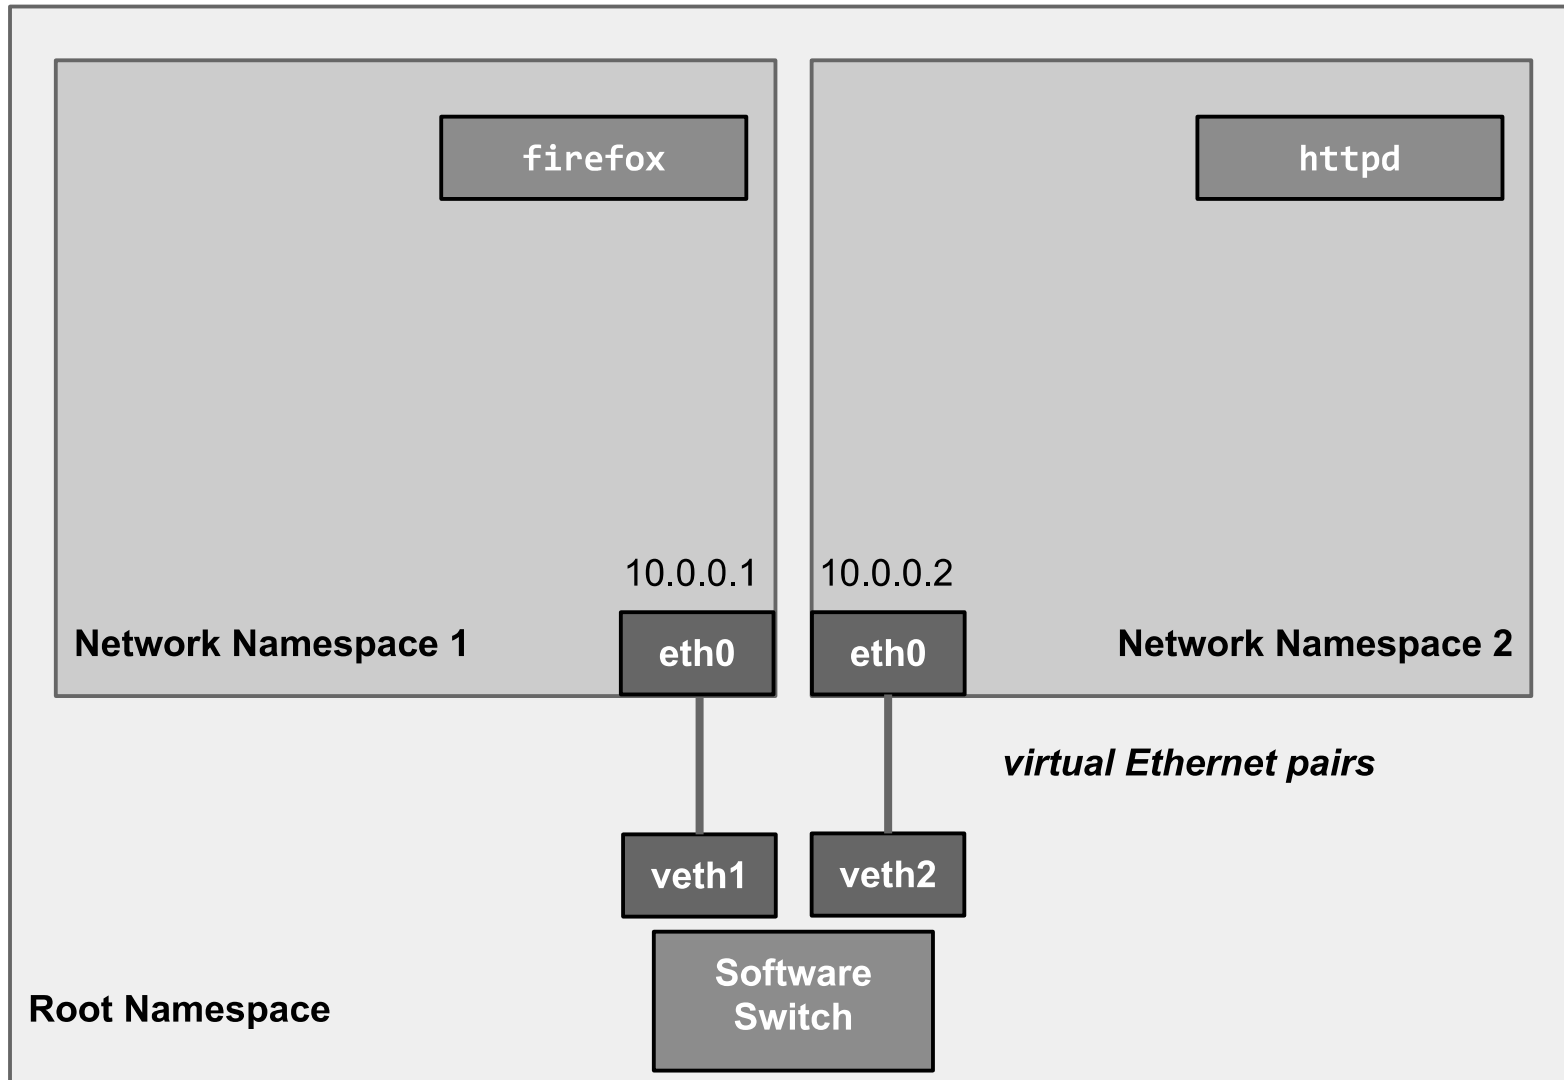 firefox
httpd
10.0.0.1
10.0.0.2
Network Namespace 1
eth0
eth0
Network Namespace 2
virtual Ethernet pairs
veth1
veth2
Software
Switch
Root Namespace